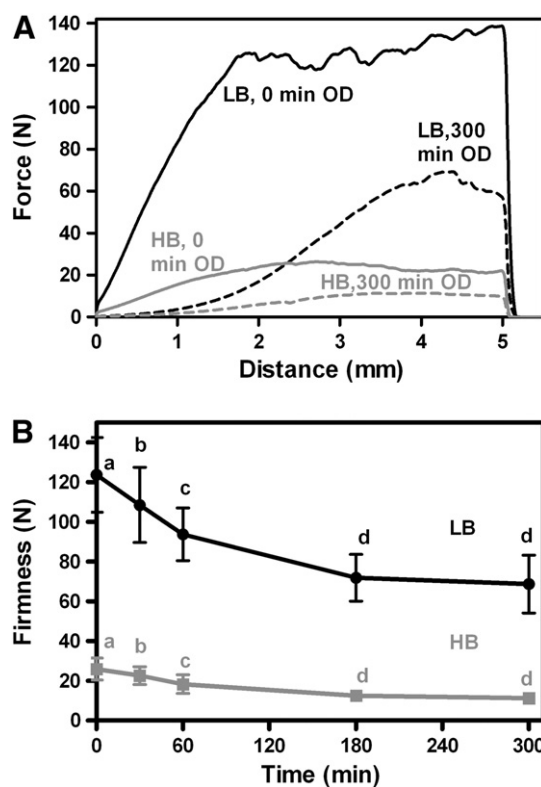 A
140
120
100
80
60
40
20
0
Force (N)
LB, 0 min OD
LB,300
min OD
HB, 0
min OD
HB,300 min OD
0 1 2 3 4 5 6
Distance (mm)
B
140
120
100
80
60
40
20
0
Firmness (N)
a
b
c
d
d
LB
a
b
c
d
d
HB
0 60 120 180 240 300
Time (min)